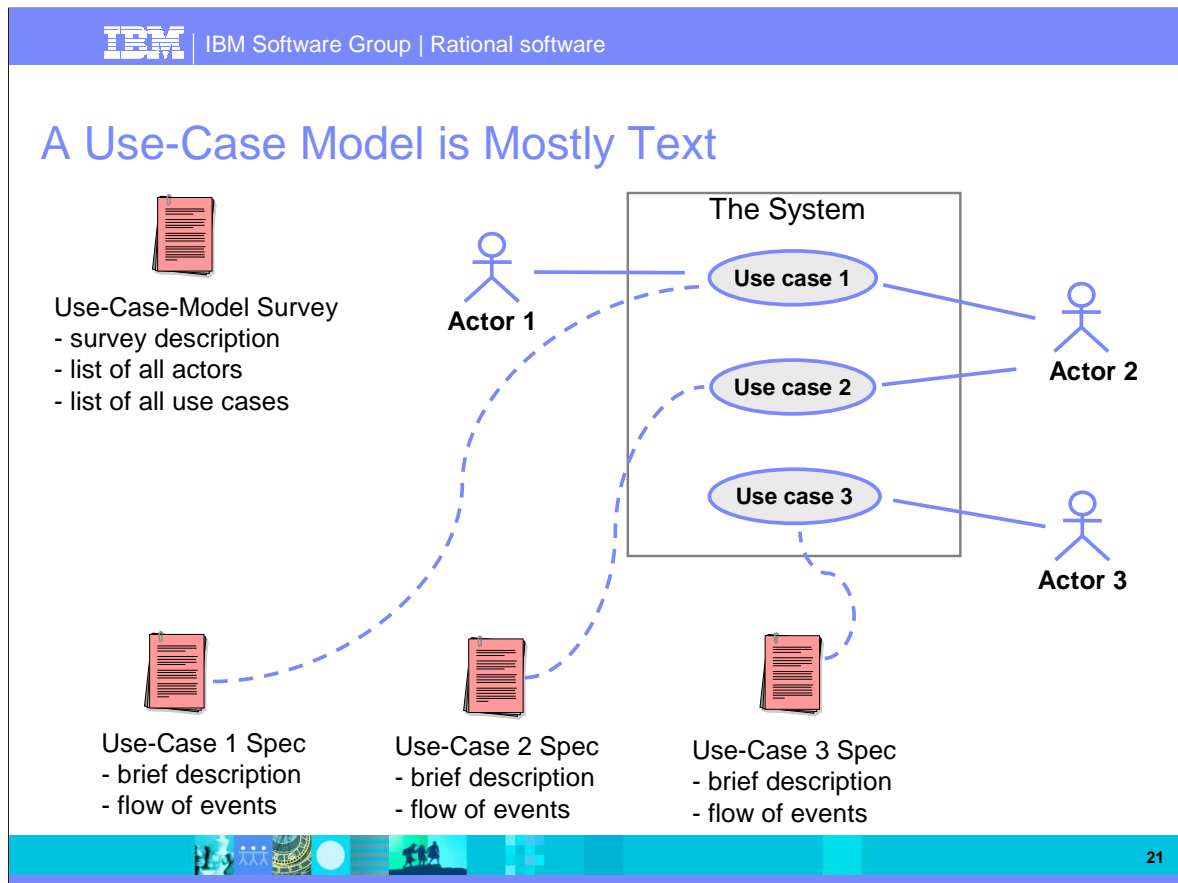 IBM | IBM Software Group | Rational software
A Use-Case Model is Mostly Text
Use-Case-Model Survey
- survey description
- list of all actors
- list of all use cases
Actor 1
The System
Use case 1
Use case 2
Use case 3
Actor 2
Actor 3
Use-Case 1 Spec
- brief description
- flow of events
Use-Case 2 Spec
- brief description
- flow of events
Use-Case 3 Spec
- brief description
- flow of events
21